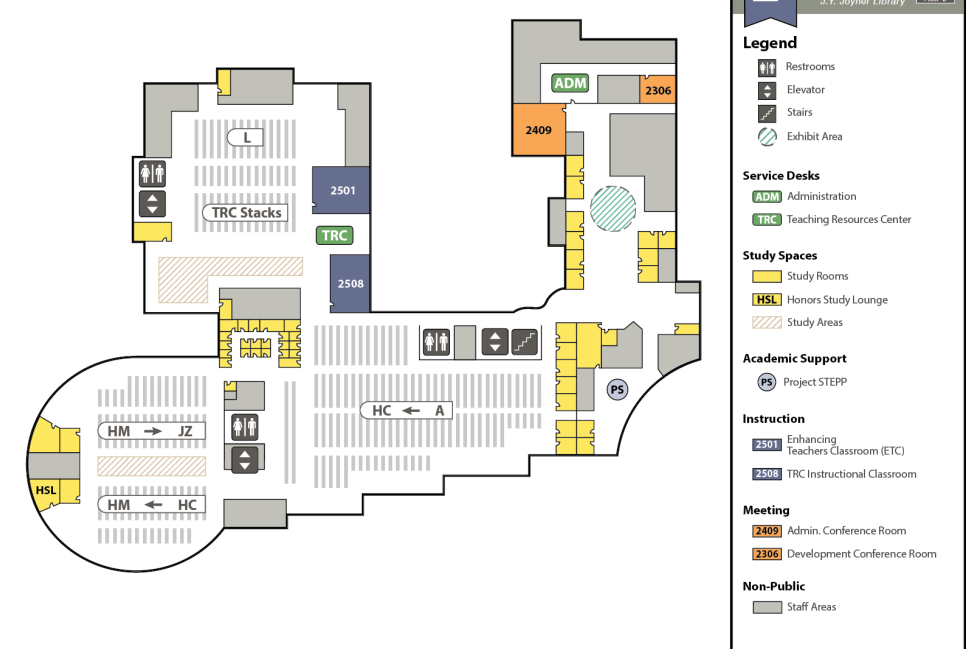 J.Y. Joyner Library
Legend
Restrooms
Elevator
Stairs
Exhibit Area
Service Desks
ADM Administration
TRC Teaching Resources Center
Study Spaces
Study Rooms
HSL Honors Study Lounge
Study Areas
Academic Support
PS Project STEPP
Instruction
2501 Enhancing
Teachers Classroom (ETC)
2508 TRC Instructional Classroom
Meeting
2409 Admin. Conference Room
2306 Development Conference Room
Non-Public
Staff Areas
ADM
2306
2409
L
2501
TRC Stacks
TRC
2508
PS
HC ← A
HM → JZ
HSL
HM ← HC